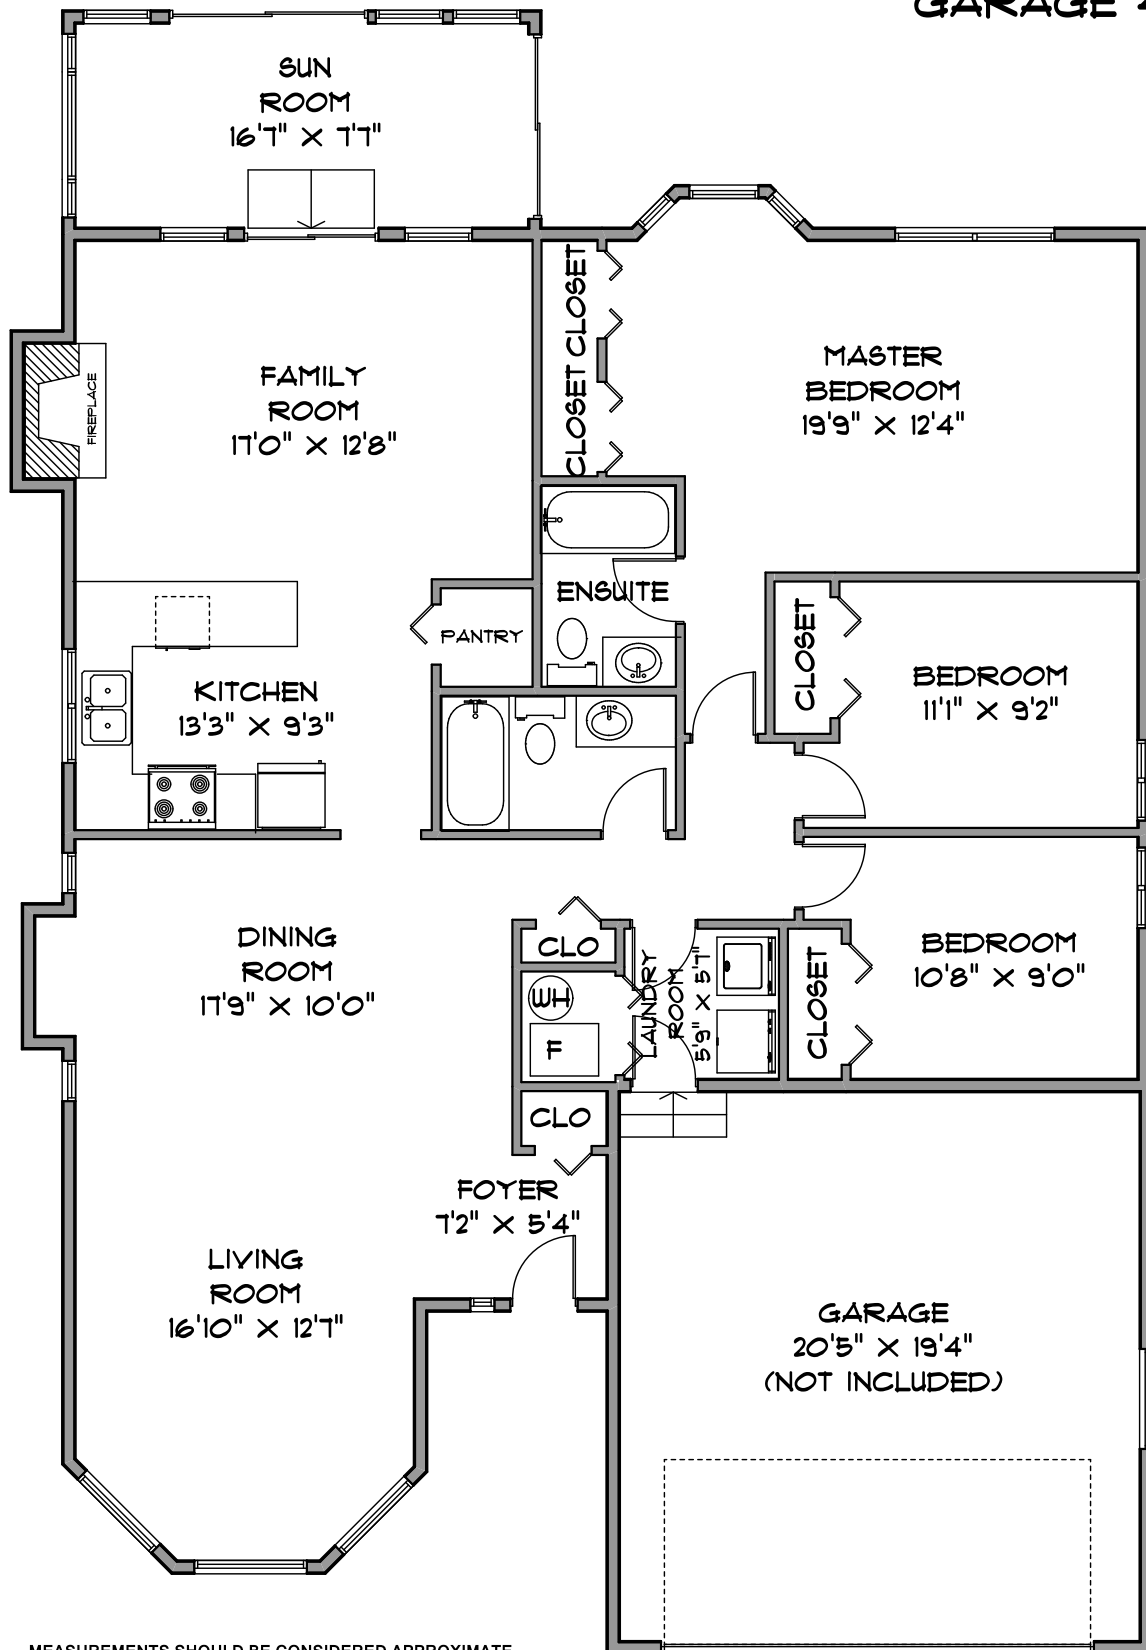 GARAGE
SUN
ROOM
16'7" X 7'7"
CLOSET
CLOSET
MASTER
BEDROOM
19'9" X 12'4"
FAMILY
ROOM
17'0" X 12'8"
FIREPLACE
ENSUITE
PANTRY
CLOSET
BEDROOM
11'1" X 9'2"
KITCHEN
13'3" X 9'3"
DINING
ROOM
17'9" X 10'0"
CLO
WH
F
LAUNDRY
ROOM
5'9" X 5'7"
CLOSET
BEDROOM
10'8" X 9'0"
CLO
FOYER
7'2" X 5'4"
LIVING
ROOM
16'10" X 12'7"
GARAGE
20'5" X 19'4"
(NOT INCLUDED)
MEASUREMENTS SHOULD BE CONSIDERED APPROXIMATE